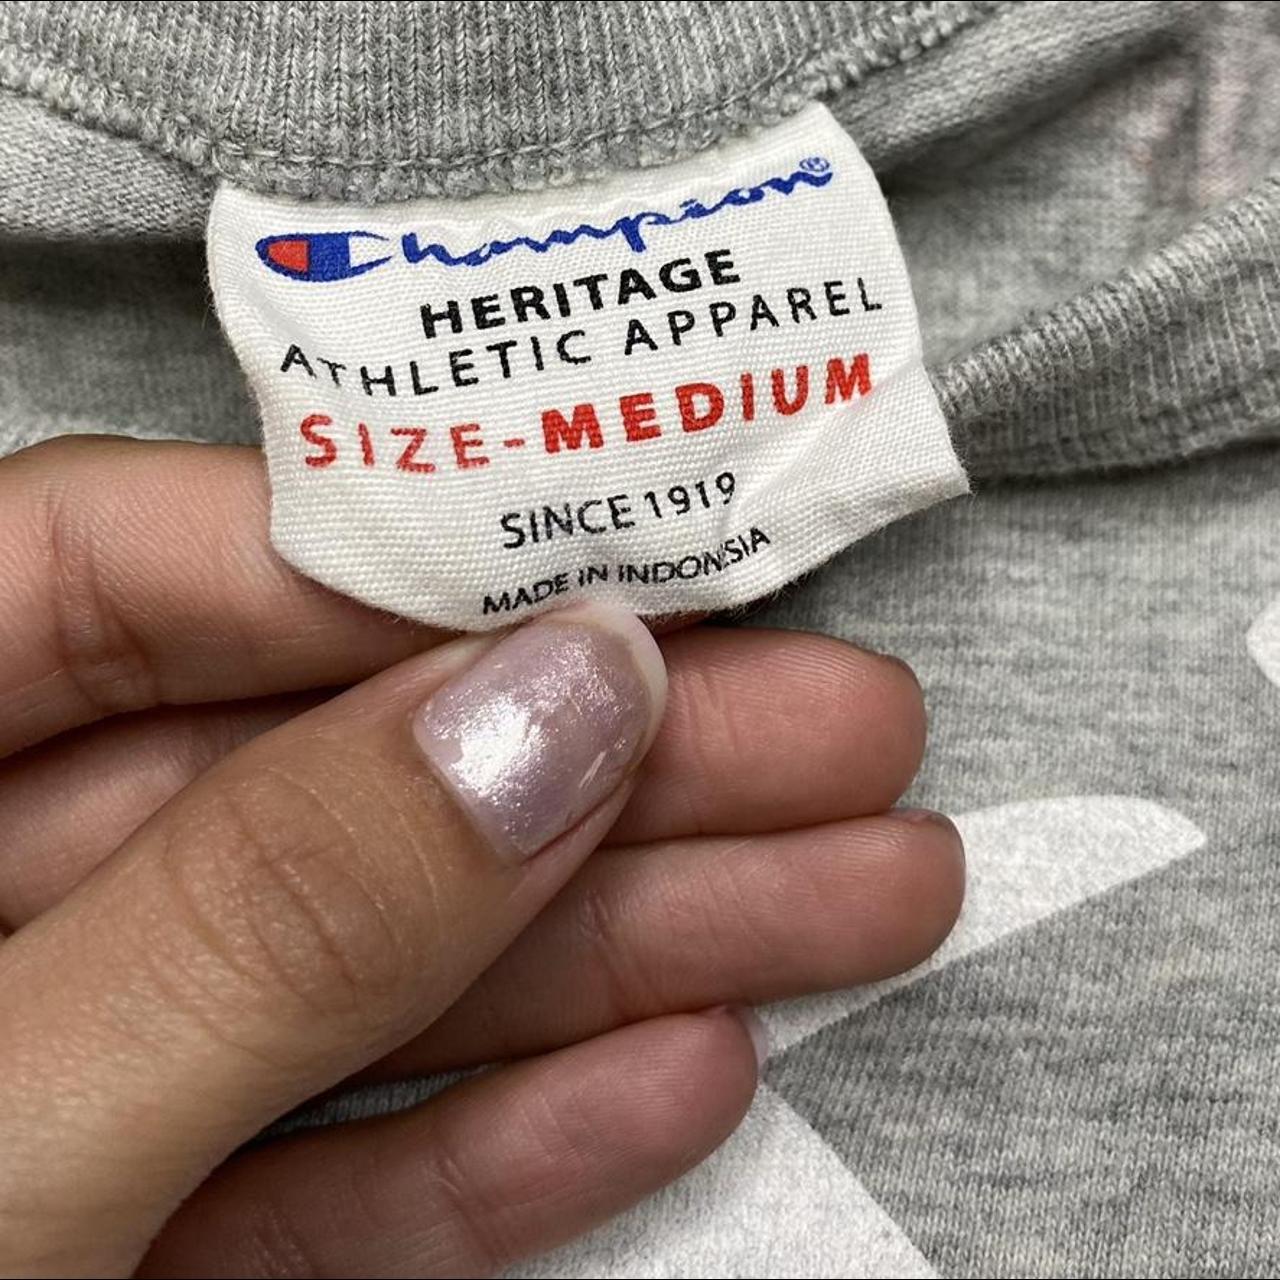 Champion®
HERITAGE
ATHLETIC APPAREL
SIZE-MEDIUM
SINCE 1919
MADE IN INDONESIA